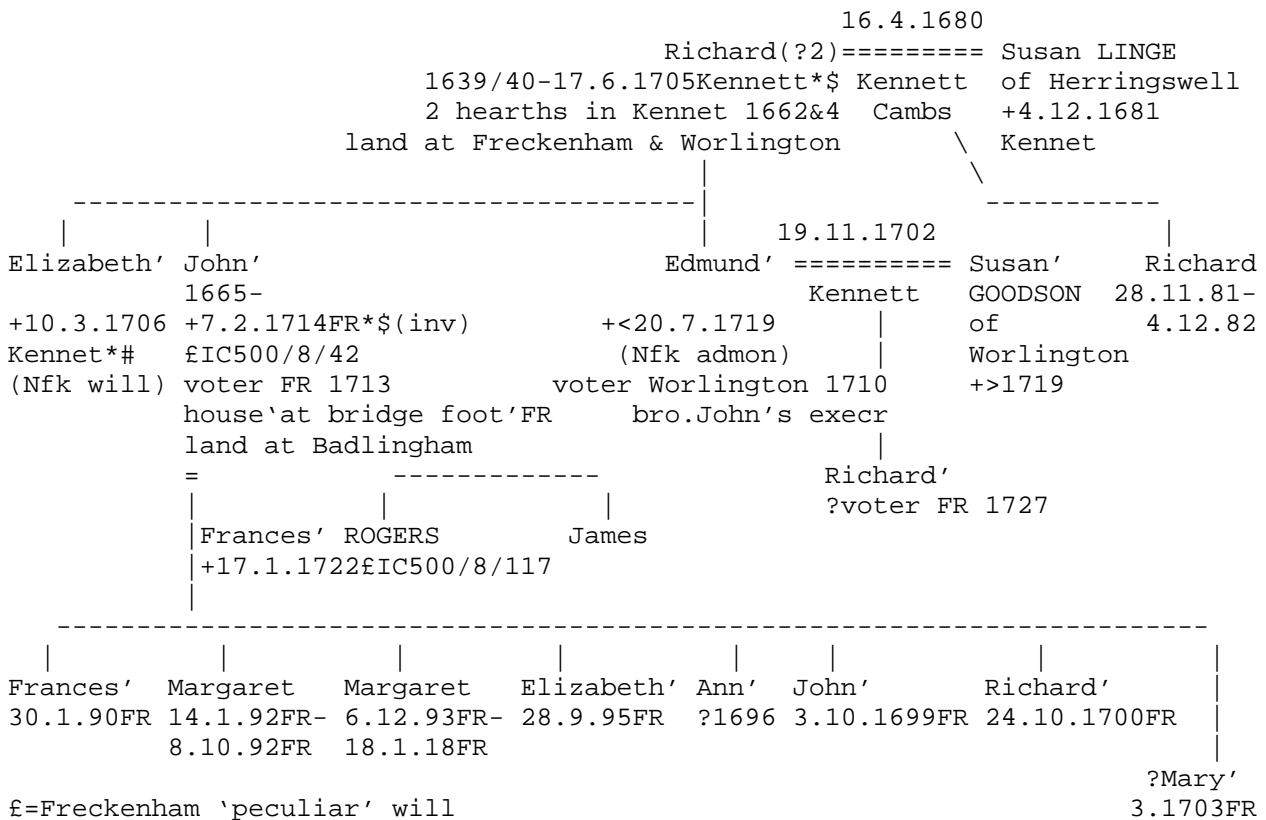 16.4.1680
Richard(?2)========= Susan LINGE
1639/40-17.6.1705Kennett*$ Kennett of Herringswell
2 hearths in Kennet 1662&4 Cambs +4.12.1681
land at Freckenham & Worlington \ Kennet
| \
---------------------------------------| -----------
| | | 19.11.1702 |
Elizabeth’ John’ Edmund’ ========== Susan’ Richard
1665- Kennett GOODSON 28.11.81-
+10.3.1706 +7.2.1714FR*$(inv) +<20.7.1719 | of 4.12.82
Kennet*# £IC500/8/42 (Nfk admon) | Worlington
(Nfk will) voter FR 1713 voter Worlington 1710 +>1719
house‘at bridge foot’FR bro.John’s execr
land at Badlingham |
= ------------- Richard’
| | | ?voter FR 1727
|Frances’ ROGERS James
|+17.1.1722£IC500/8/117
|
------------------------------------------------------------------------
| | | | | | | |
Frances’ Margaret Margaret Elizabeth’ Ann’ John’ Richard’ |
30.1.90FR 14.1.92FR- 6.12.93FR- 28.9.95FR ?1696 3.10.1699FR 24.10.1700FR |
8.10.92FR 18.1.18FR |
?Mary’
£=Freckenham ‘peculiar’ will 3.1703FR